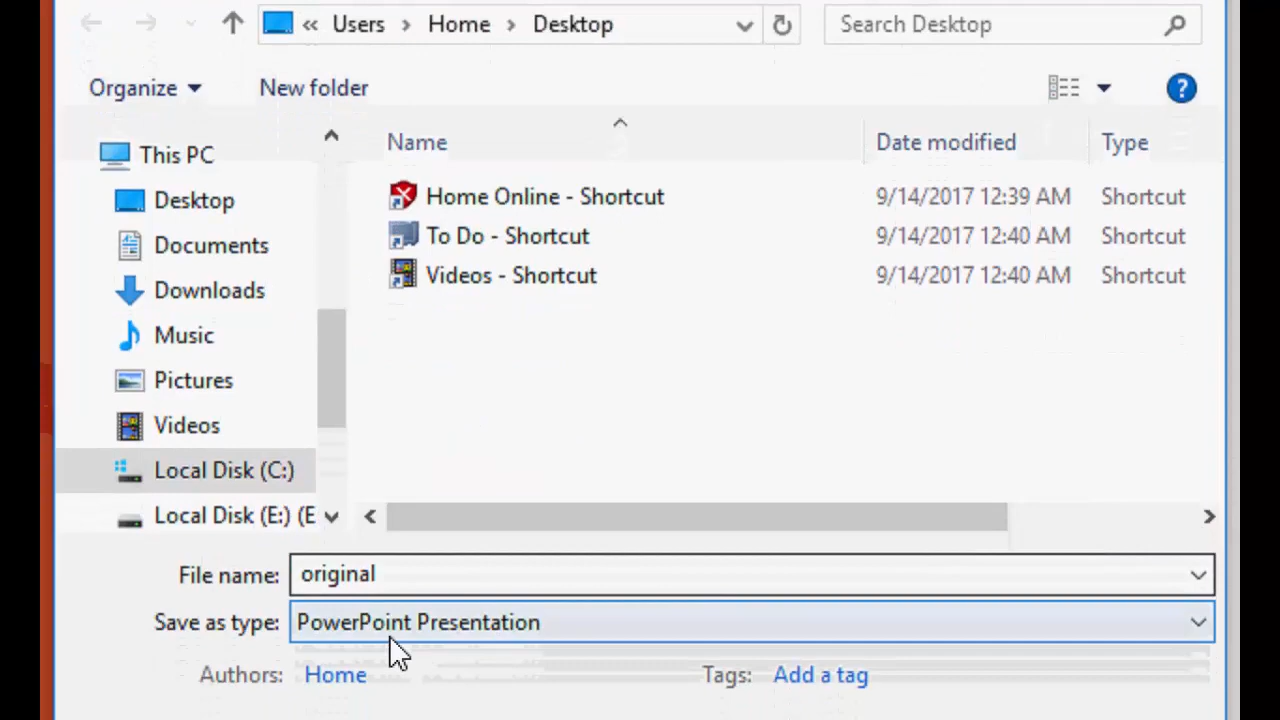 « Users > Home > Desktop Search Desktop
Organize New folder ?
Name Date modified Type
This PC
Desktop
Documents
Downloads
Music
Pictures
Videos
Local Disk (C:)
Local Disk (E:) (E
Home Online - Shortcut 9/14/2017 12:39 AM Shortcut
To Do - Shortcut 9/14/2017 12:40 AM Shortcut
Videos - Shortcut 9/14/2017 12:40 AM Shortcut
File name: original
Save as type: PowerPoint Presentation
Authors: Home Tags: Add a tag